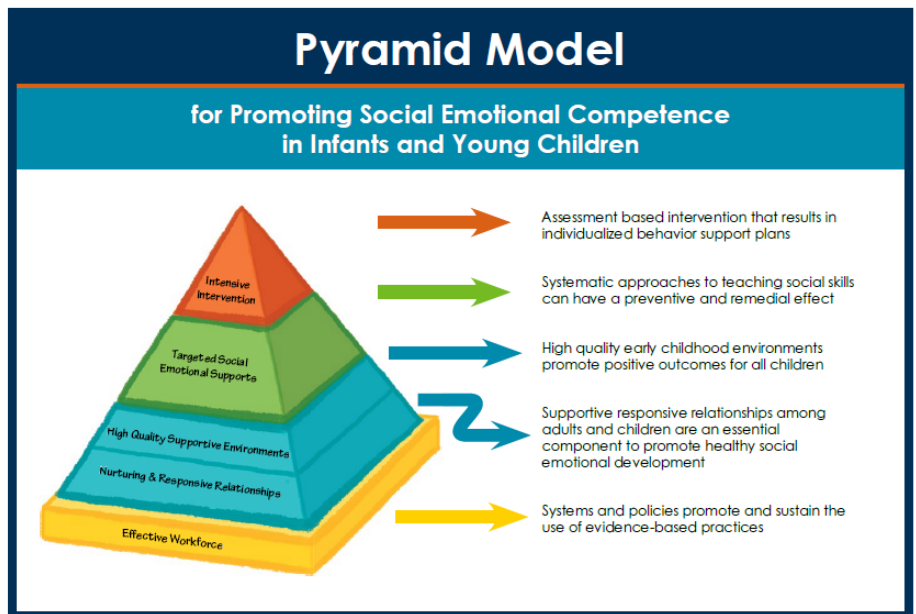 Pyramid Model
for Promoting Social Emotional Competence
in Infants and Young Children
Intensive
Intervention
Assessment based intervention that results in
individualized behavior support plans
Targeted Social
Emotional Supports
Systematic approaches to teaching social skills
can have a preventive and remedial effect
High Quality Supportive Environments
High quality early childhood environments
promote positive outcomes for all children
Nurturing & Responsive Relationships
Supportive responsive relationships among
adults and children are an essential
component to promote healthy social
emotional development
Effective Workforce
Systems and policies promote and sustain the
use of evidence-based practices